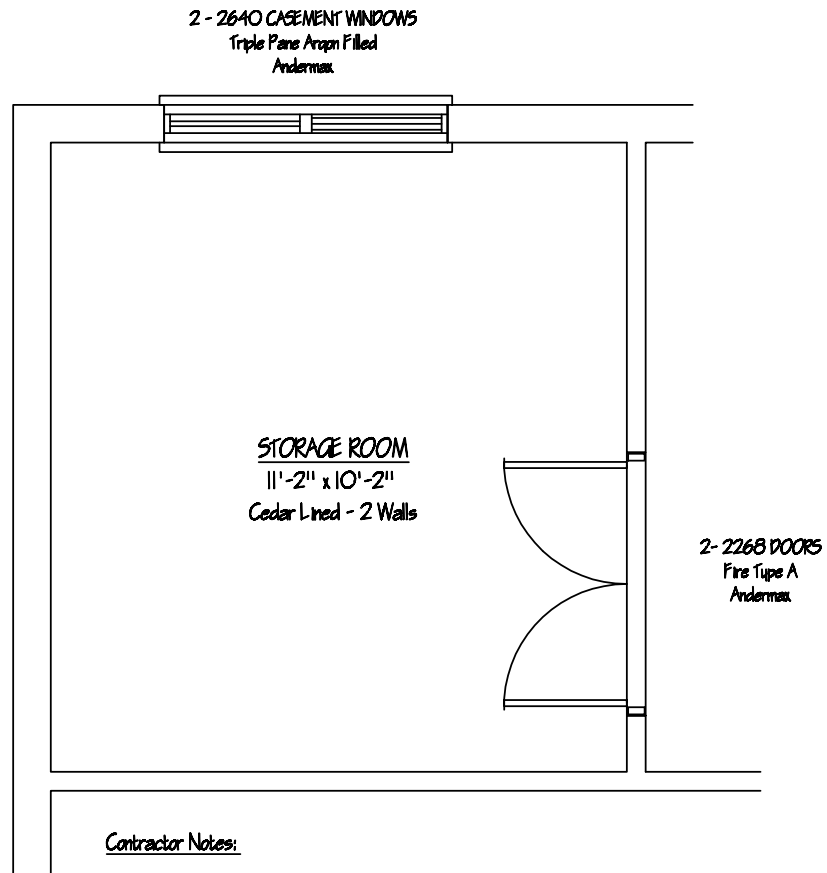 2 - 2640 CASEMENT WINDOWS
Triple Pane Argon Filled
Andermax
STORAGE ROOM
11'-2" x 10'-2"
Cedar Lined - 2 Walls
2- 2268 DOORS
Fire Type A
Andermax
Contractor Notes: